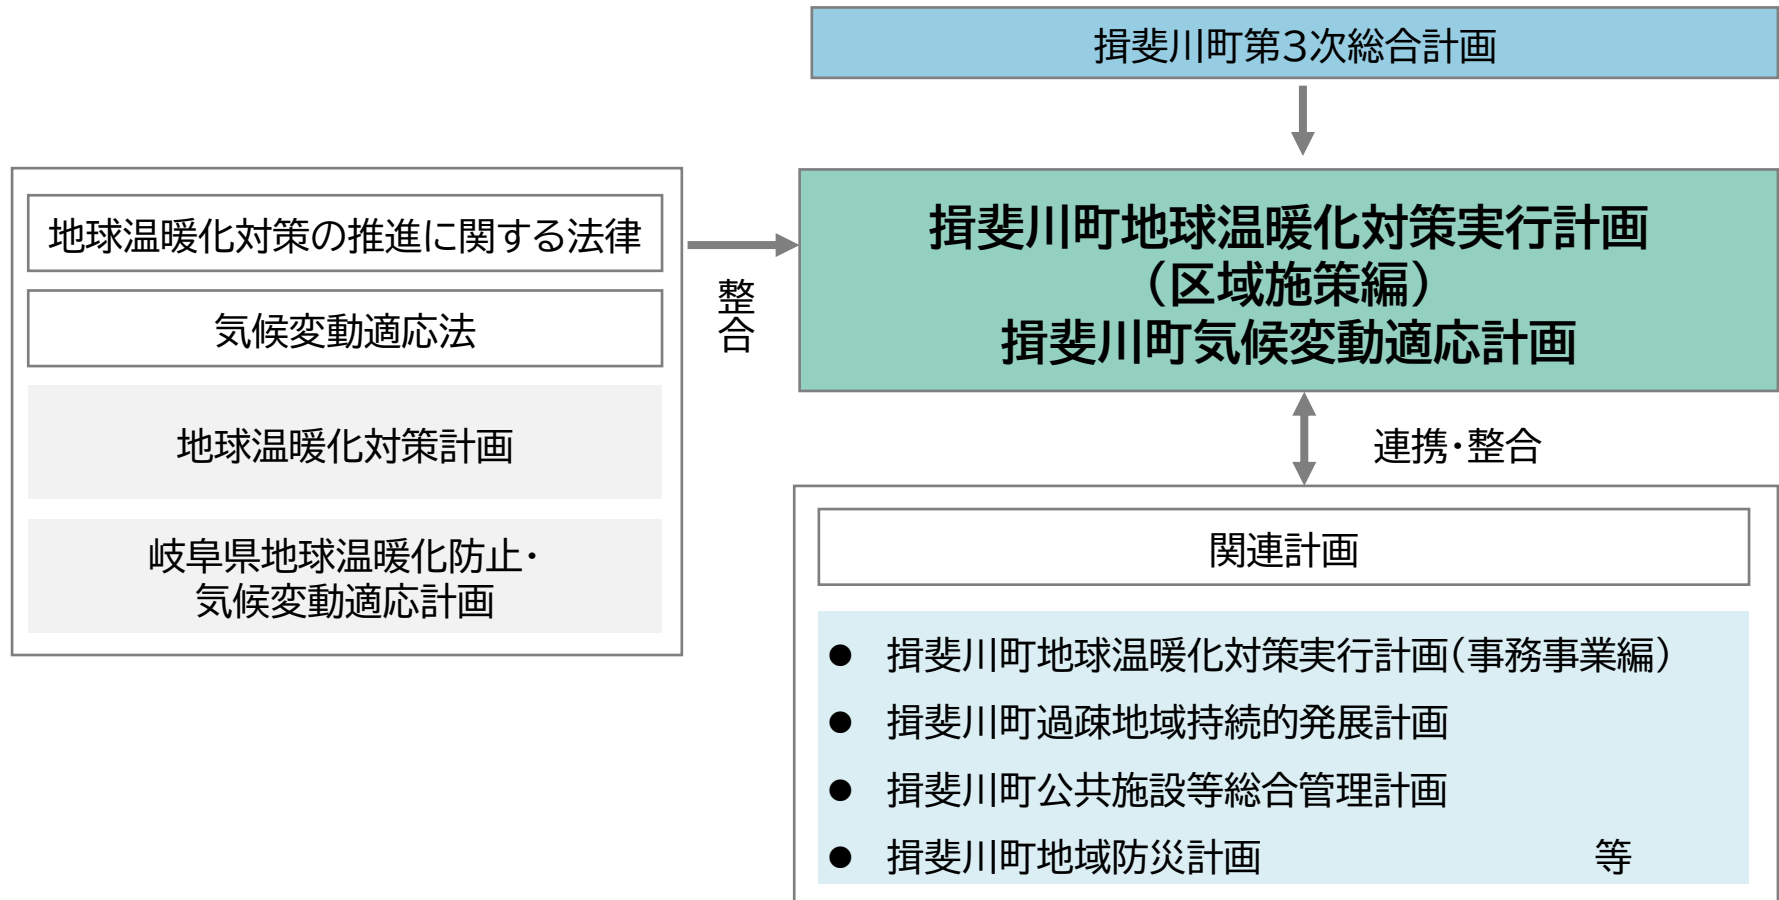 揖斐川町第3次総合計画
地球温暖化対策の推進に関する法律
気候変動適応法
地球温暖化対策計画
岐阜県地球温暖化防止・
気候変動適応計画
整合
揖斐川町地球温暖化対策実行計画
（区域施策編）
揖斐川町気候変動適応計画
連携・整合
関連計画
● 揖斐川町地球温暖化対策実行計画（事務事業編）
● 揖斐川町過疎地域持続的発展計画
● 揖斐川町公共施設等総合管理計画
● 揖斐川町地域防災計画 等